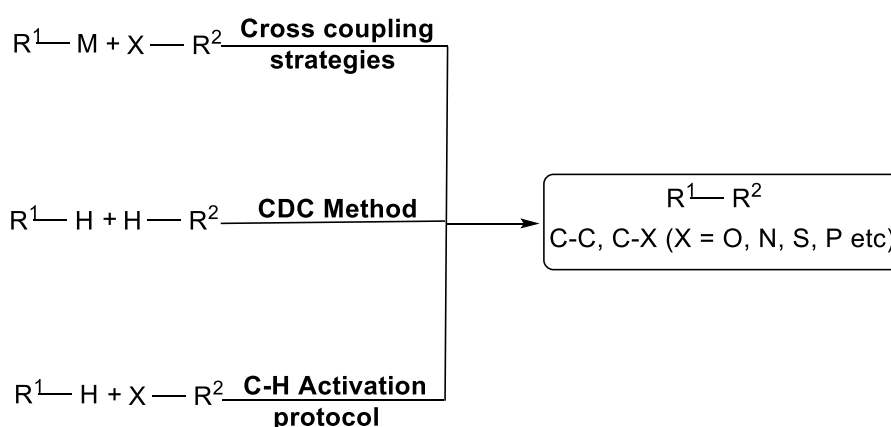 R¹—M + X—R² Cross coupling
strategies
R¹—H + H—R² CDC Method
R¹—R²
C-C, C-X (X = O, N, S, P etc)
R¹—H + X—R² C-H Activation
protocol